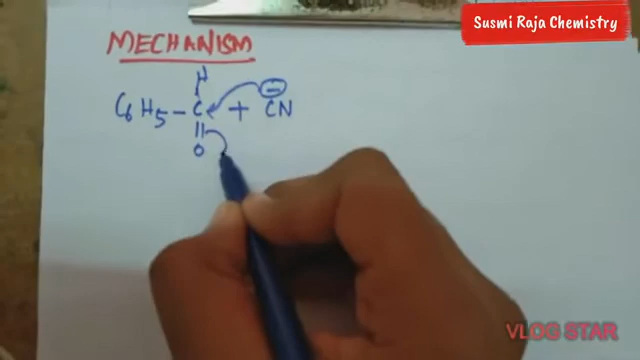 Susmi Raja Chemistry
MECHANISM
H
C6H5 - C + CN
O
VLOG STAR